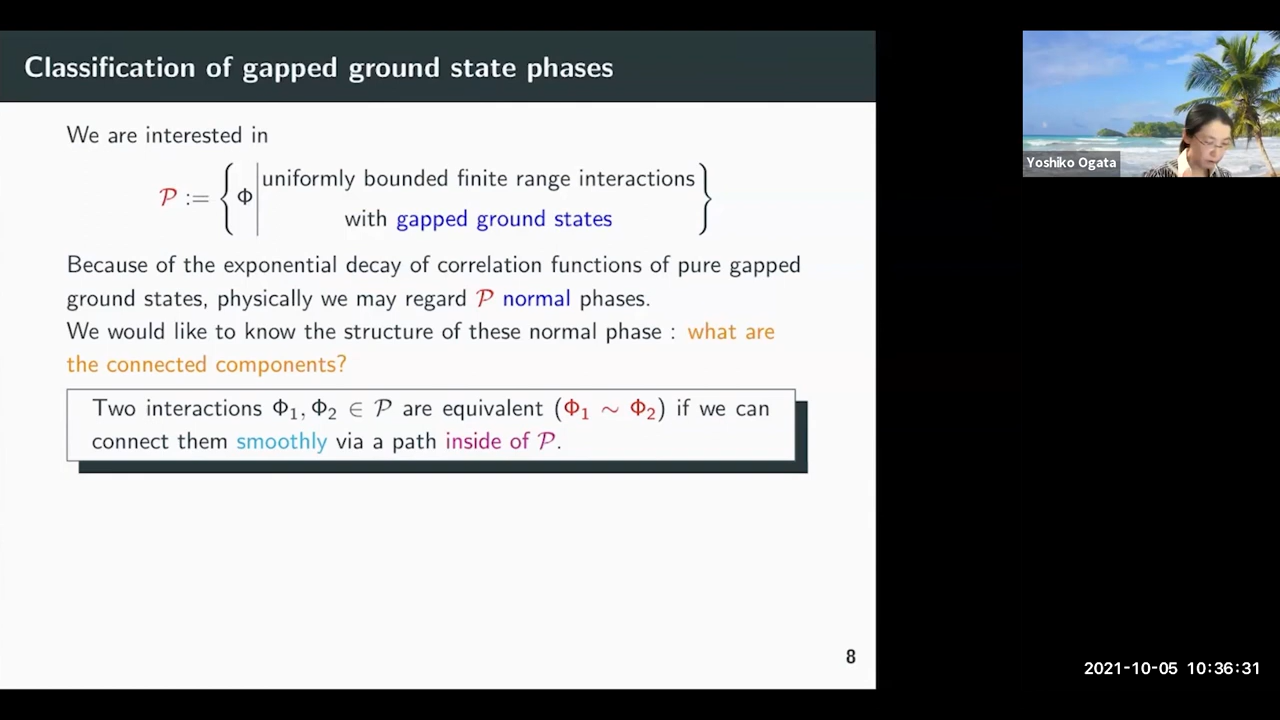 Classification of gapped ground state phases
We are interested in
𝒫 := { Φ | uniformly bounded finite range interactions
with gapped ground states }
Because of the exponential decay of correlation functions of pure gapped
ground states, physically we may regard 𝒫 normal phases.
We would like to know the structure of these normal phase : what are
the connected components?
Two interactions Φ₁, Φ₂ ∈ 𝒫 are equivalent (Φ₁ ∼ Φ₂) if we can
connect them smoothly via a path inside of 𝒫.
8
Yoshiko Ogata
2021-10-05 10:36:31